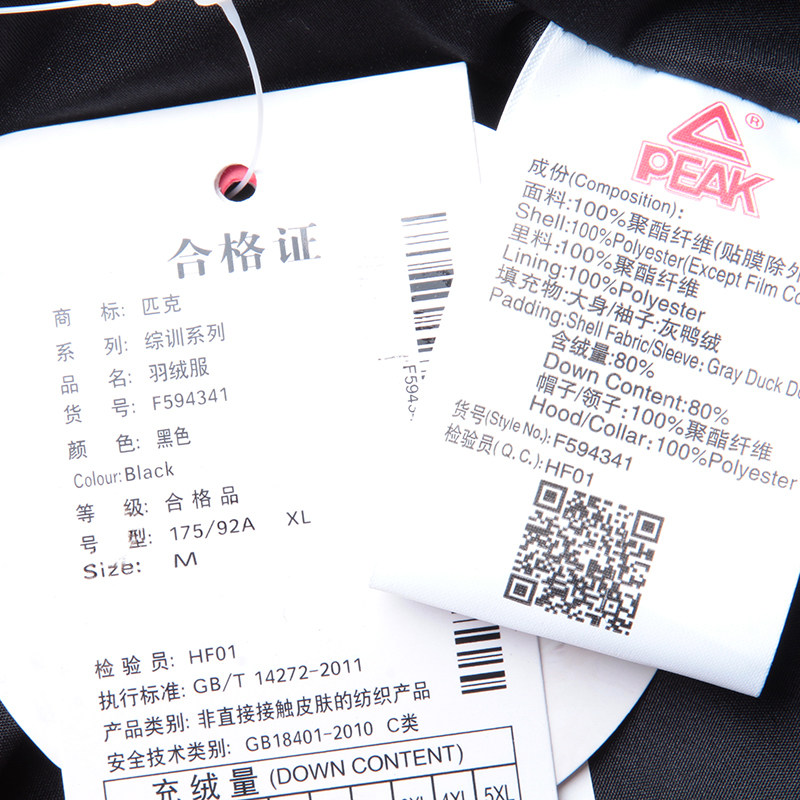 合格证
商 标: 匹克
系 列: 综训系列
品 名: 羽绒服
货 号: F594341
颜 色: 黑色
Colour:Black
等 级: 合格品
号 型: 175/92A XL
Size: M
检验员: HF01
执行标准: GB/T 14272-2011
产品类别: 非直接接触皮肤的纺织产品
安全技术类别: GB18401-2010 C类
充绒量 (DOWN CONTENT)
4XL 5XL
F594
PEAK®
成份(Composition):
面料:100%聚酯纤维(贴膜除外
Shell:100%Polyester(Except Film
里料:100%聚酯纤维
Lining:100%Polyester
填充物:大身/袖子:灰鸭绒
Padding:Shell Fabric/Sleeve: Gray Duck
含绒量:80%
Down Content:80%
帽子/领子:100%聚酯纤维
Hood/Collar:100%Polyester
货号(Style No.):F594341
检验员(Q.C.):HF01